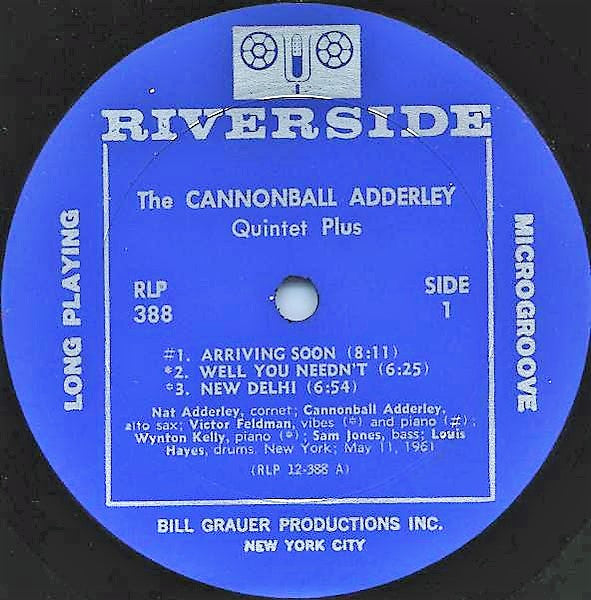 RIVERSIDE
The CANNONBALL ADDERLEY
Quintet Plus
LONG PLAYING
MICROGROOVE
RLP
388
SIDE
1
#1. ARRIVING SOON (8:11)
*2. WELL YOU NEEDN'T (6:25)
*3. NEW DELHI (6:54)
Nat Adderley, cornet; Cannonball Adderley,
alto sax; Victor Feldman, vibes (*) and piano (#);
Wynton Kelly, piano (*); Sam Jones, bass; Louis
Hayes, drums. New York; May 11, 1961
(RLP 12-388 A)
BILL GRAUER PRODUCTIONS INC.
NEW YORK CITY